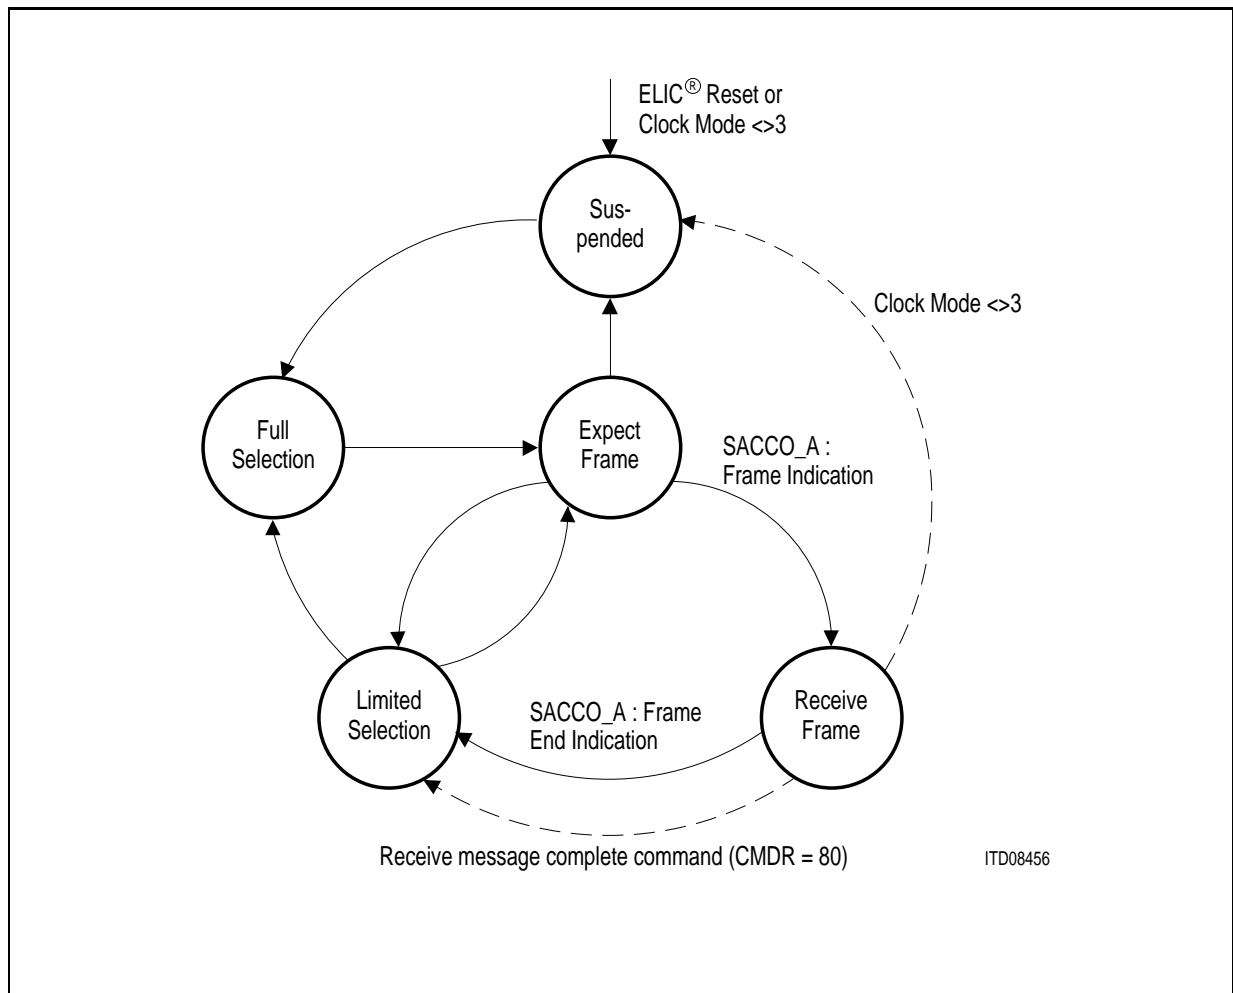 ELIC® Reset or
Clock Mode <>3
Sus-
pended
Clock Mode <>3
Full
Selection
Expect
Frame
SACCO_A :
Frame Indication
Limited
Selection
SACCO_A : Frame
End Indication
Receive
Frame
Receive message complete command (CMDR = 80)
ITD08456